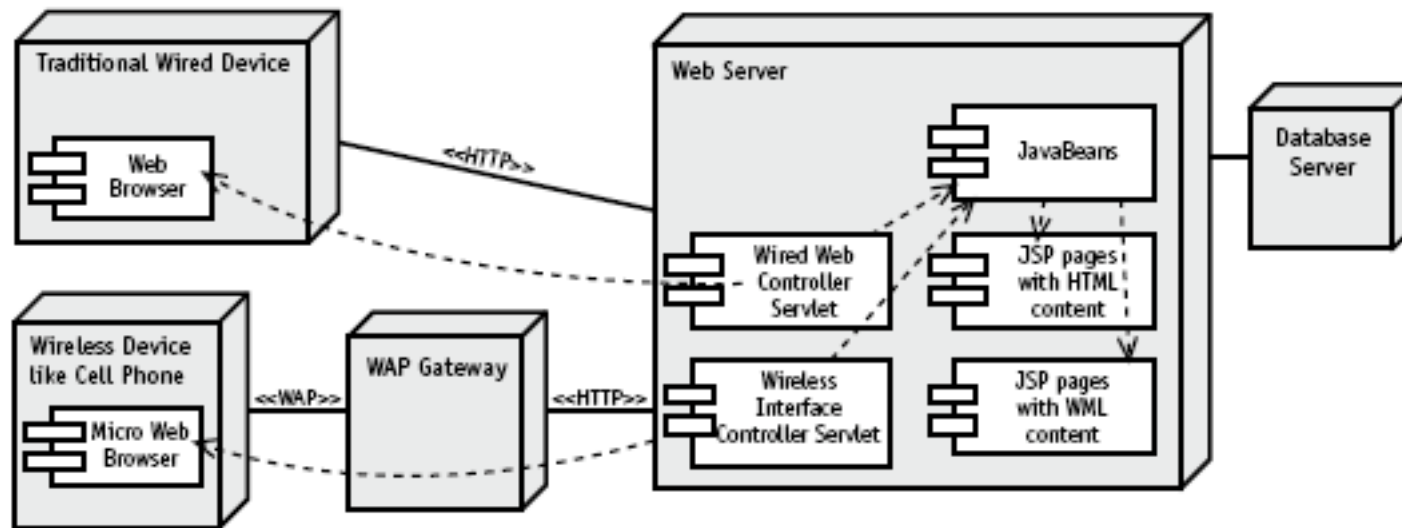 Traditional Wired Device
Web
Browser
<<HTTP>>
Web Server
JavaBeans
Wired Web
Controller
Servlet
JSP pages
with HTML
content
Wireless
Interface
Controller Servlet
JSP pages
with WML
content
Database
Server
Wireless Device
like Cell Phone
Micro Web
Browser
<<WAP>>
WAP Gateway
<<HTTP>>